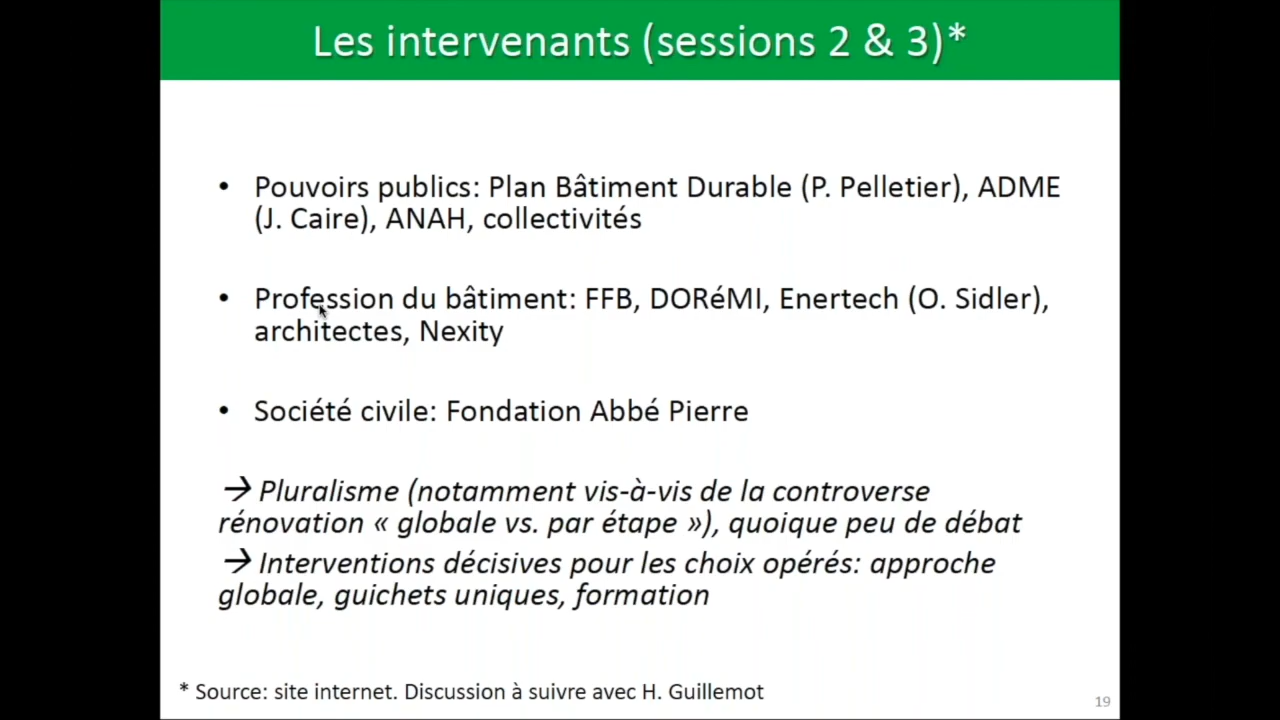 Les intervenants (sessions 2 & 3)*
• Pouvoirs publics: Plan Bâtiment Durable (P. Pelletier), ADME
(J. Caire), ANAH, collectivités
• Profession du bâtiment: FFB, DORéMI, Enertech (O. Sidler),
architectes, Nexity
• Société civile: Fondation Abbé Pierre
→ Pluralisme (notamment vis-à-vis de la controverse
rénovation « globale vs. par étape »), quoique peu de débat
→ Interventions décisives pour les choix opérés: approche
globale, guichets uniques, formation
* Source: site internet. Discussion à suivre avec H. Guillemot
19